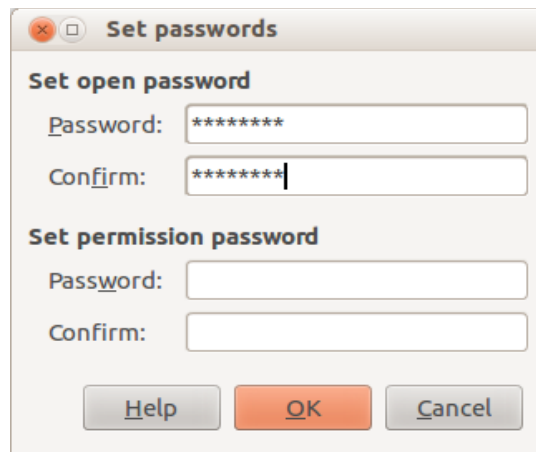 Set passwords
Set open password
Password: ********
Confirm: ********
Set permission password
Password:
Confirm:
Help OK Cancel